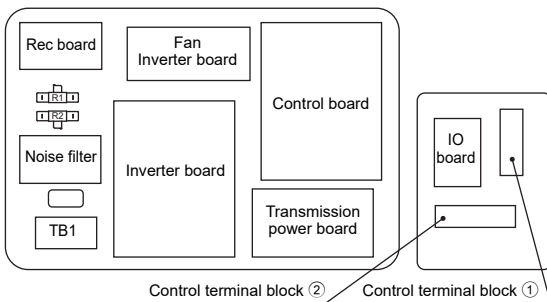 Rec board
Fan
Inverter board
Control board
R1
R2
Noise filter
Inverter board
IO
board
TB1
Transmission
power board
Control terminal block ②
Control terminal block ①